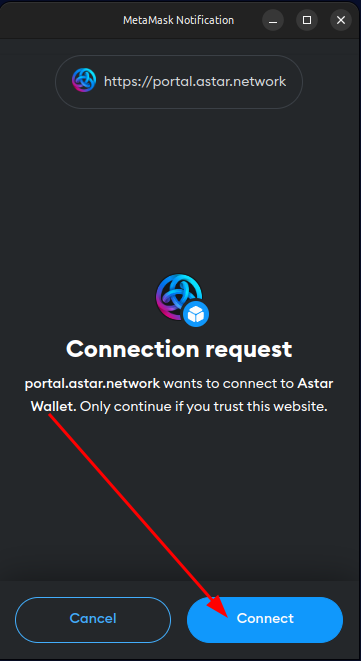 MetaMask Notification
https://portal.astar.network
Connection request
portal.astar.network wants to connect to Astar
Wallet. Only continue if you trust this website.
Cancel
Connect